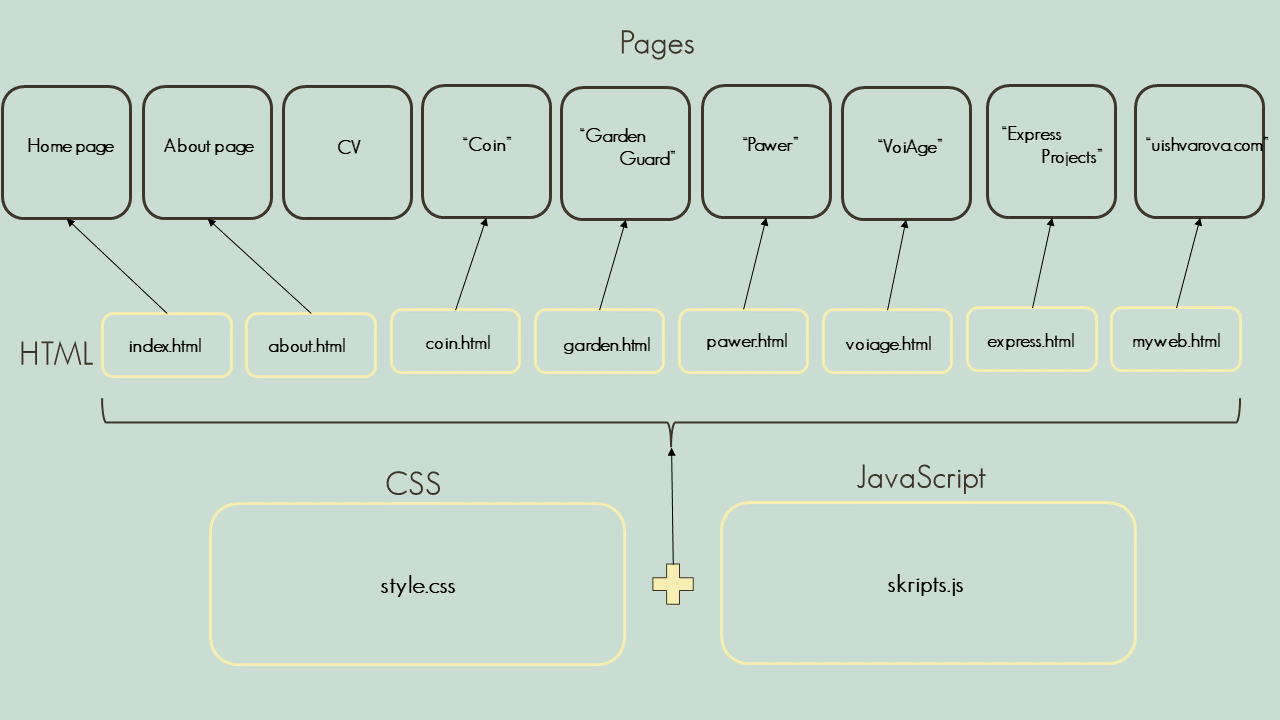 Pages
Home page
About page
CV
“Coin”
“Garden
Guard”
“Pawer”
“VoiAge”
“Express
Projects”
“uishvarova.com”
HTML
index.html
about.html
coin.html
garden.html
pawer.html
voiage.html
express.html
myweb.html
CSS
JavaScript
style.css
skripts.js